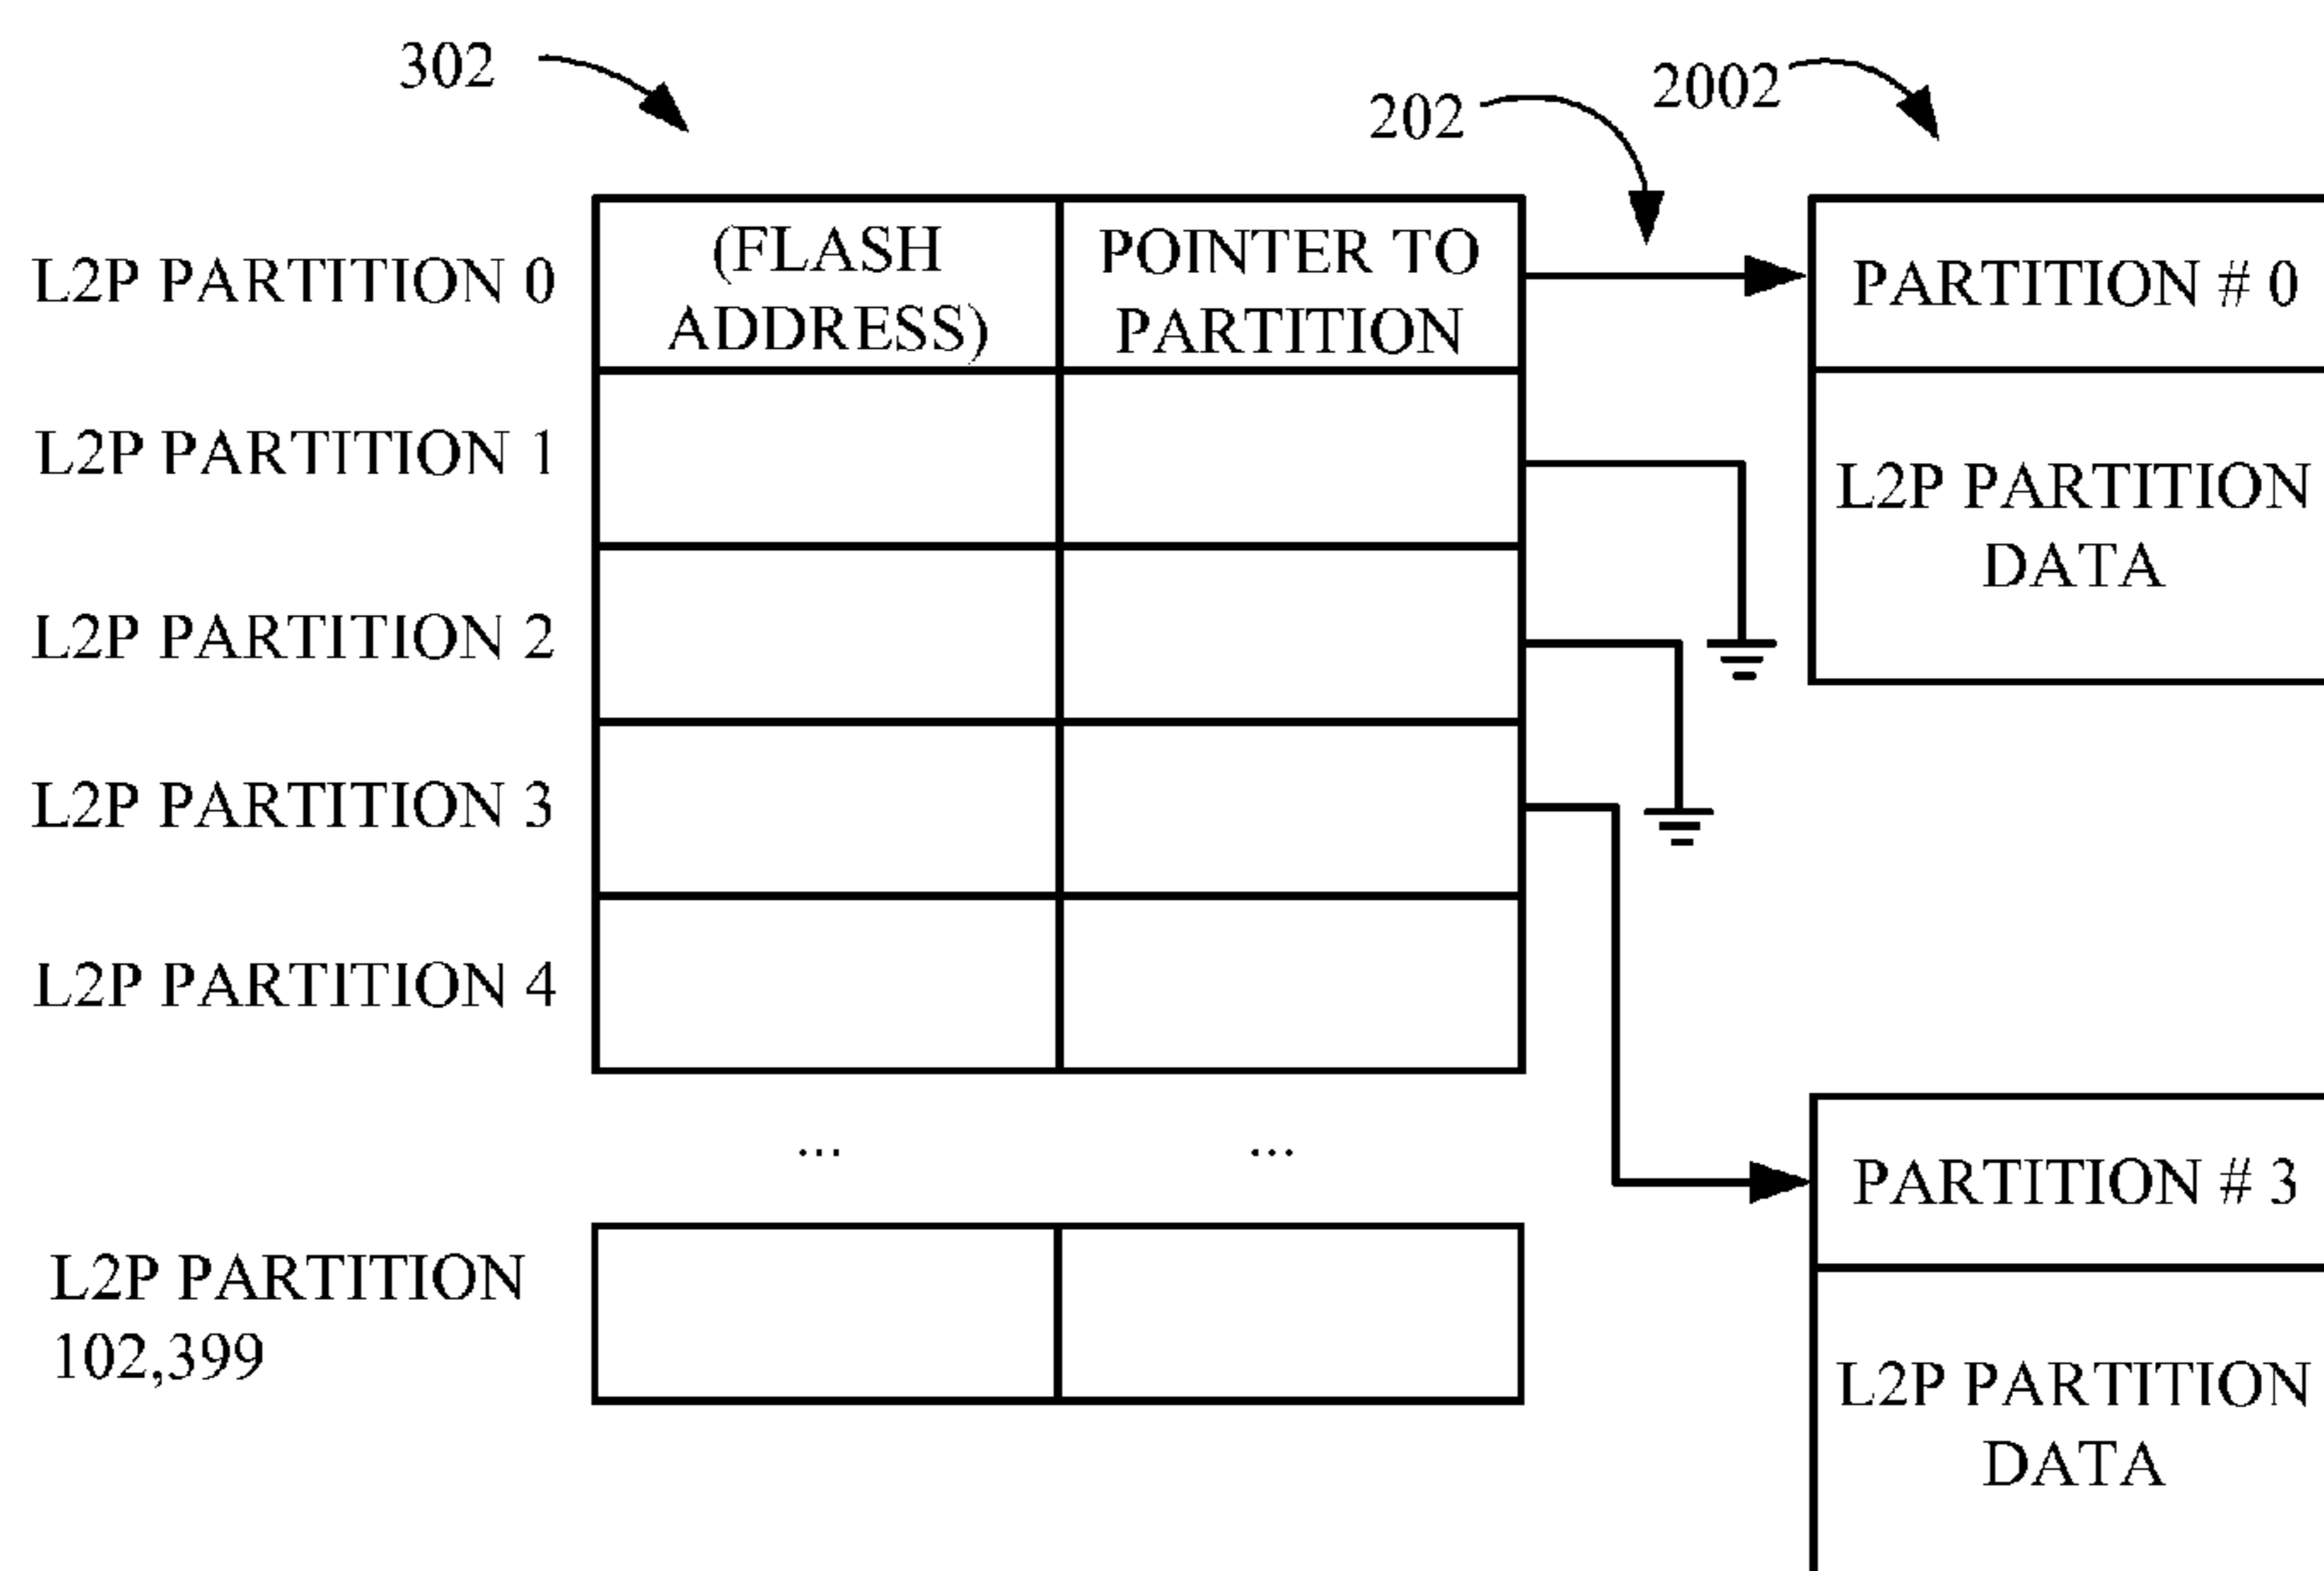 302
202
2002
L2P PARTITION 0
(FLASH
ADDRESS)
POINTER TO
PARTITION
PARTITION # 0
L2P PARTITION 1
L2P PARTITION
DATA
L2P PARTITION 2
L2P PARTITION 3
L2P PARTITION 4
...
...
PARTITION # 3
L2P PARTITION
102,399
L2P PARTITION
DATA